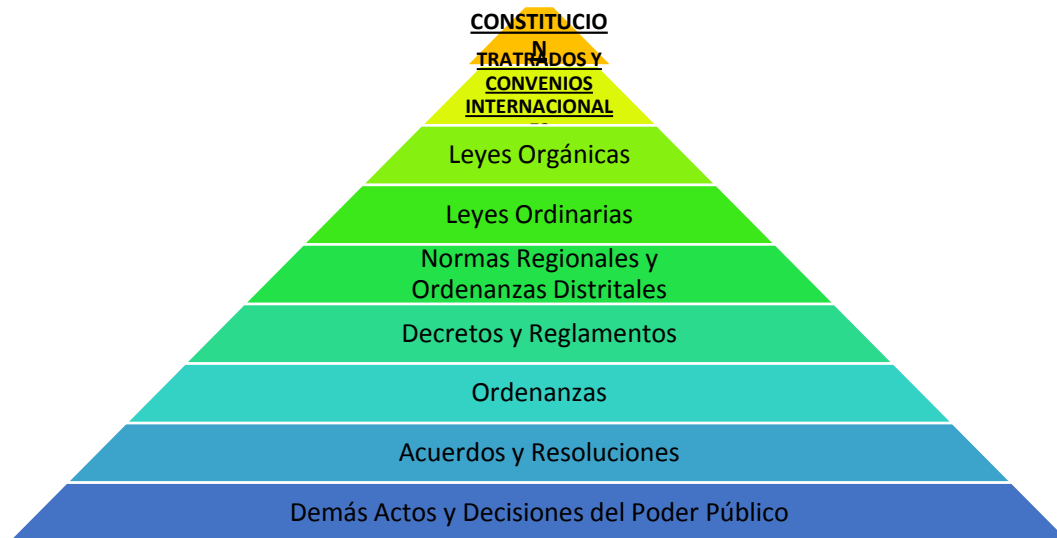 CONSTITUCIO
N
TRATRADOS Y
CONVENIOS
INTERNACIONAL
Leyes Orgánicas
Leyes Ordinarias
Normas Regionales y
Ordenanzas Distritales
Decretos y Reglamentos
Ordenanzas
Acuerdos y Resoluciones
Demás Actos y Decisiones del Poder Público